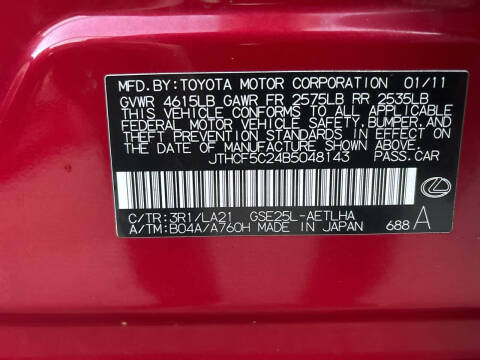 MFD. BY: TOYOTA MOTOR CORPORATION 01/11
GVWR 4615LB GAWR FR 2575LB RR 2535LB
THIS VEHICLE CONFORMS TO ALL APPLICABLE
FEDERAL MOTOR VEHICLE SAFETY, BUMPER, AND
THEFT PREVENTION STANDARDS IN EFFECT ON
THE DATE OF MANUFACTURE SHOWN ABOVE.
JTHCF5C24B5048143 PASS. CAR
C/TR: 3R1/LA21 GSE25L-AETLHA
A/TM: B04A/A760H MADE IN JAPAN 688 A